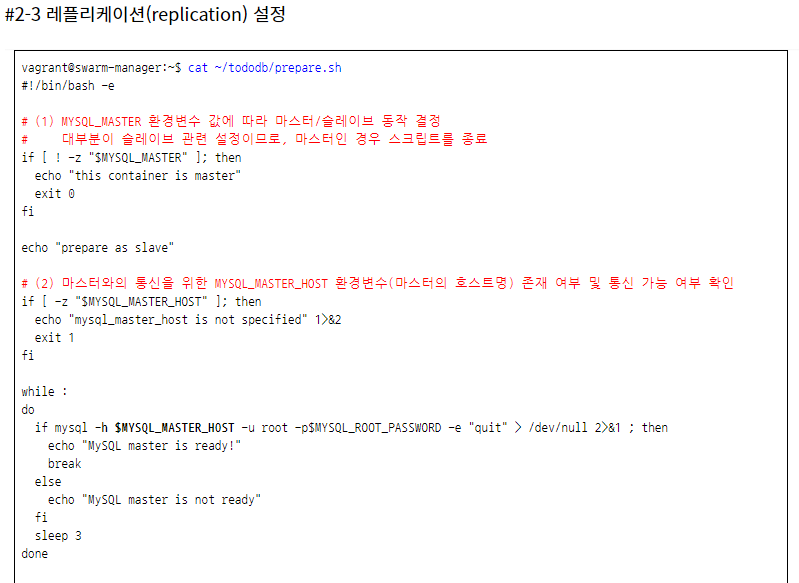 #2-3 레플리케이션(replication) 설정
vagrant@swarm-manager:~$ cat ~/tododb/prepare.sh
#!/bin/bash -e
# (1) MYSQL_MASTER 환경변수 값에 따라 마스터/슬레이브 동작 결정
#     대부분이 슬레이브 관련 설정이므로, 마스터인 경우 스크립트를 종료
if [ ! -z "$MYSQL_MASTER" ]; then
  echo "this container is master"
  exit 0
fi
echo "prepare as slave"
# (2) 마스터와의 통신을 위한 MYSQL_MASTER_HOST 환경변수(마스터의 호스트명) 존재 여부 및 통신 가능 여부 확인
if [ -z "$MYSQL_MASTER_HOST" ]; then
  echo "mysql_master_host is not specified" 1>&2
  exit 1
fi
while :
do
  if mysql -h $MYSQL_MASTER_HOST -u root -p$MYSQL_ROOT_PASSWORD -e "quit" > /dev/null 2>&1 ; then
    echo "MySQL master is ready!"
    break
  else
    echo "MySQL master is not ready"
  fi
  sleep 3
done